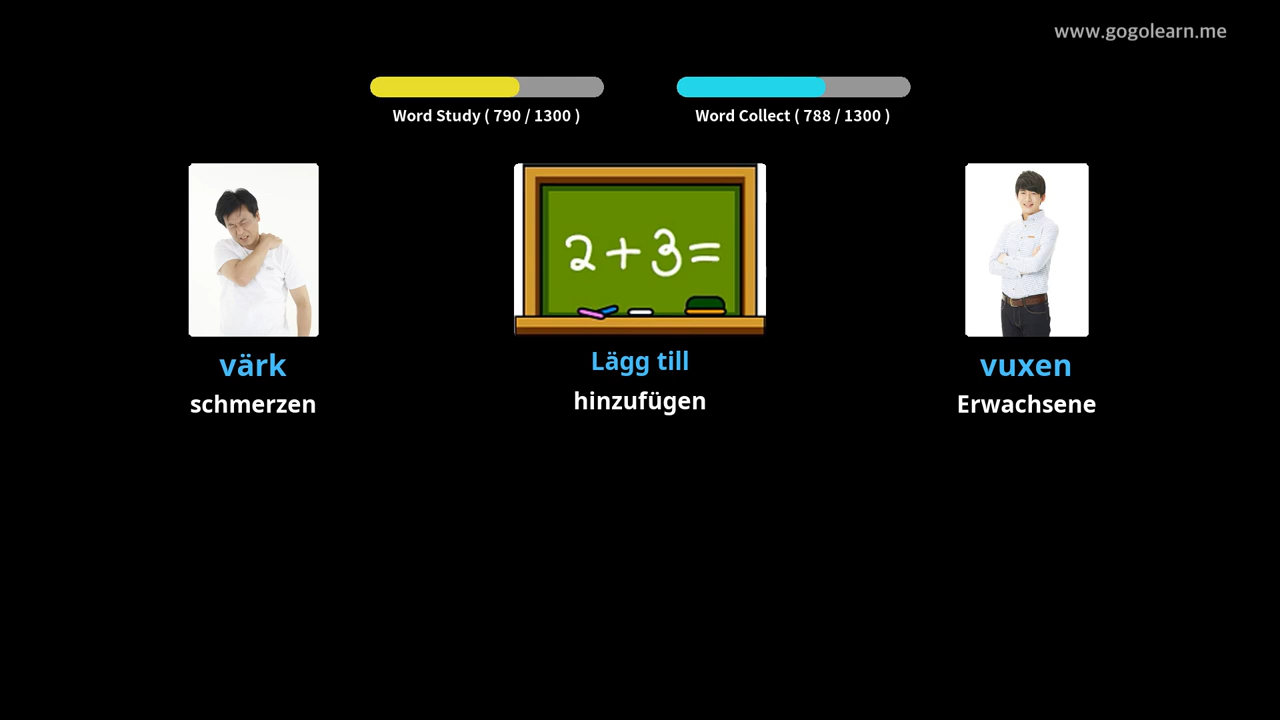 www.gogolearn.me
Word Study ( 790 / 1300 )
Word Collect ( 788 / 1300 )
2+3=
värk
Lägg till
vuxen
schmerzen
hinzufügen
Erwachsene